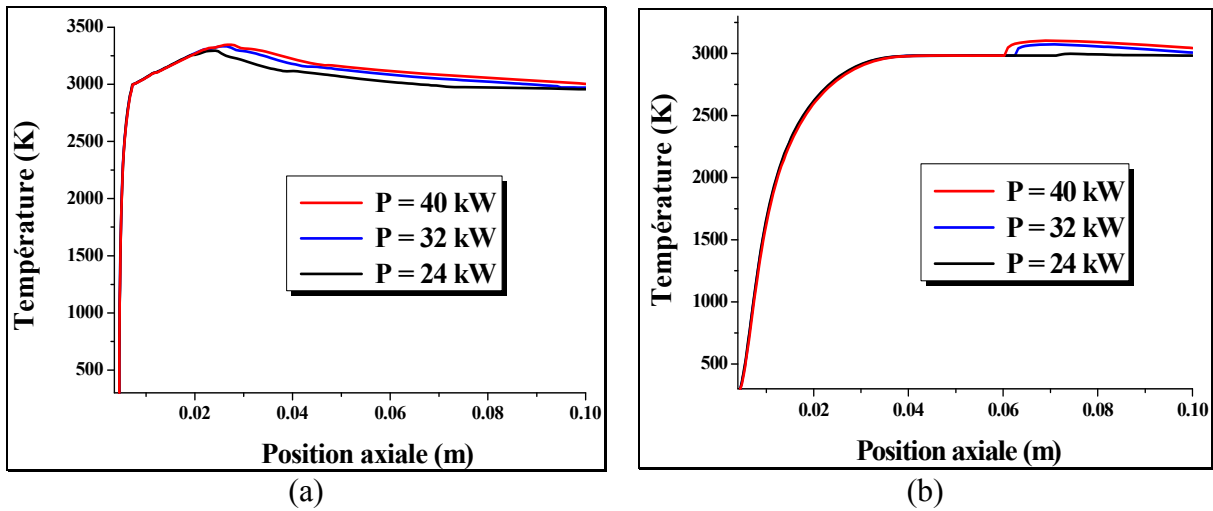 3500
3000
2500
2000
1500
1000
500
Température (K)
P = 40 kW
P = 32 kW
P = 24 kW
0.02 0.04 0.06 0.08 0.10
Position axiale (m)
(a)
3000
2500
2000
1500
1000
500
Température (K)
P = 40 kW
P = 32 kW
P = 24 kW
0.02 0.04 0.06 0.08 0.10
Position axiale (m)
(b)